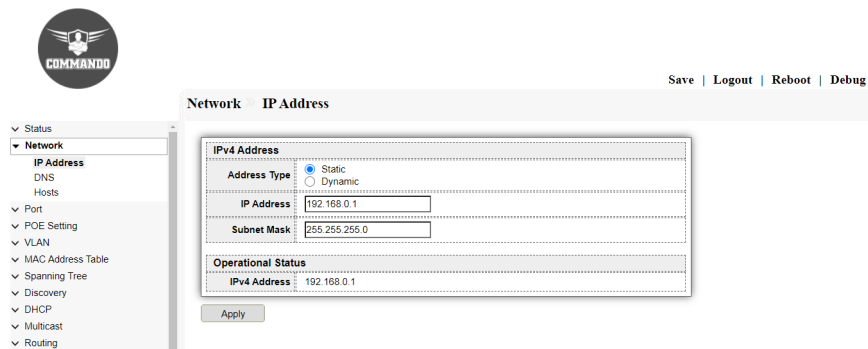 COMMANDO
Save | Logout | Reboot | Debug
Network » IP Address
Status
Network
IP Address
DNS
Hosts
Port
POE Setting
VLAN
MAC Address Table
Spanning Tree
Discovery
DHCP
Multicast
Routing
IPv4 Address
Address Type
Static
Dynamic
IP Address 192.168.0.1
Subnet Mask 255.255.255.0
Operational Status
IPv4 Address 192.168.0.1
Apply